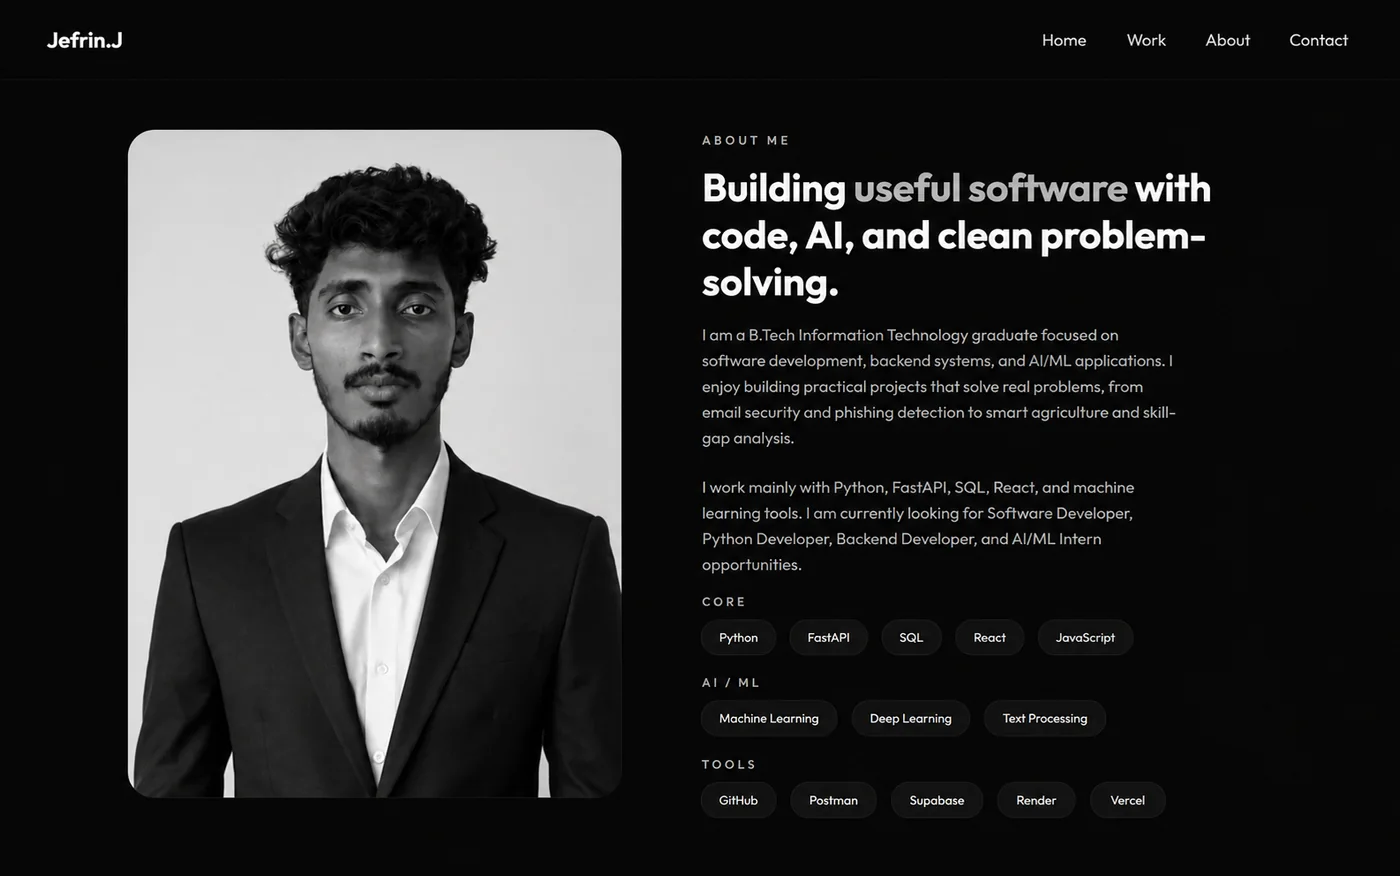 Jefrin.J
Home Work About Contact
ABOUT ME
Building useful software with
code, AI, and clean problem-
solving.
I am a B.Tech Information Technology graduate focused on
software development, backend systems, and AI/ML applications. I
enjoy building practical projects that solve real problems, from
email security and phishing detection to smart agriculture and skill-
gap analysis.
I work mainly with Python, FastAPI, SQL, React, and machine
learning tools. I am currently looking for Software Developer,
Python Developer, Backend Developer, and AI/ML Intern
opportunities.
CORE
Python FastAPI SQL React JavaScript
AI / ML
Machine Learning Deep Learning Text Processing
TOOLS
GitHub Postman Supabase Render Vercel